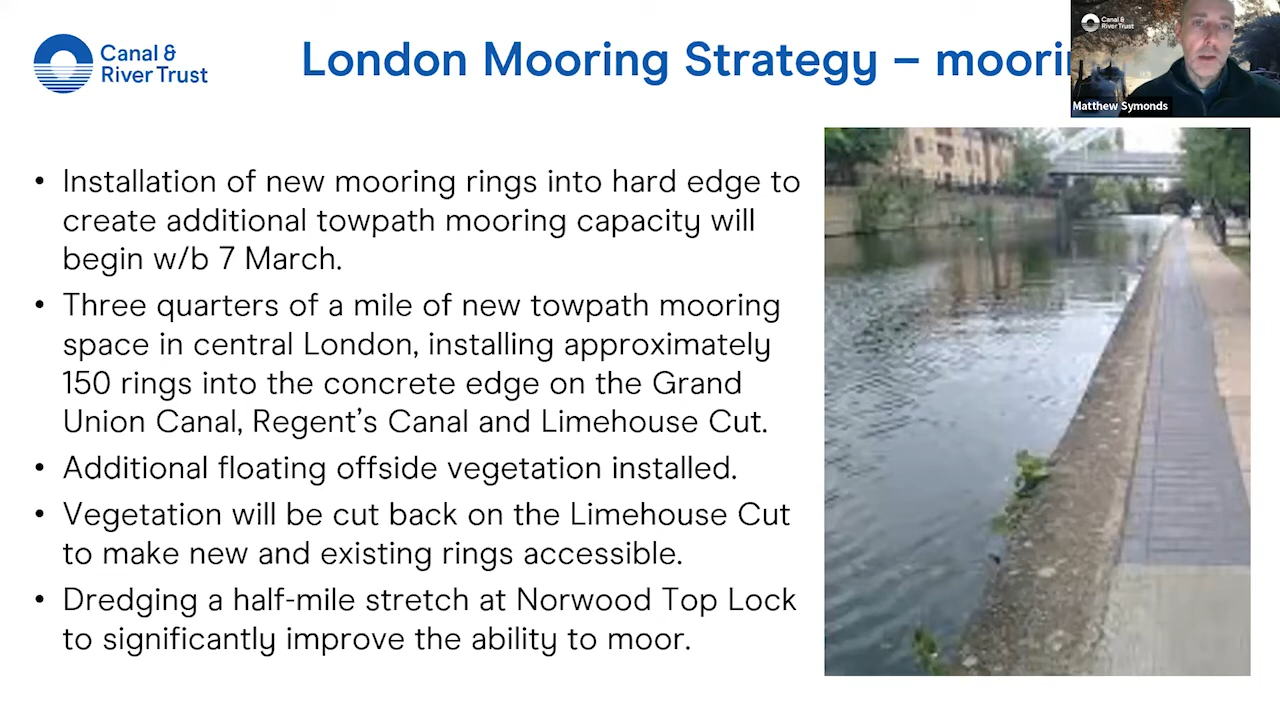 Canal &
River Trust
London Mooring Strategy –
Canal &
River Trust
Matthew Symonds
• Installation of new mooring rings into hard edge to
create additional towpath mooring capacity will
begin w/b 7 March.
• Three quarters of a mile of new towpath mooring
space in central London, installing approximately
150 rings into the concrete edge on the Grand
Union Canal, Regent’s Canal and Limehouse Cut.
• Additional floating offside vegetation installed.
• Vegetation will be cut back on the Limehouse Cut
to make new and existing rings accessible.
• Dredging a half-mile stretch at Norwood Top Lock
to significantly improve the ability to moor.